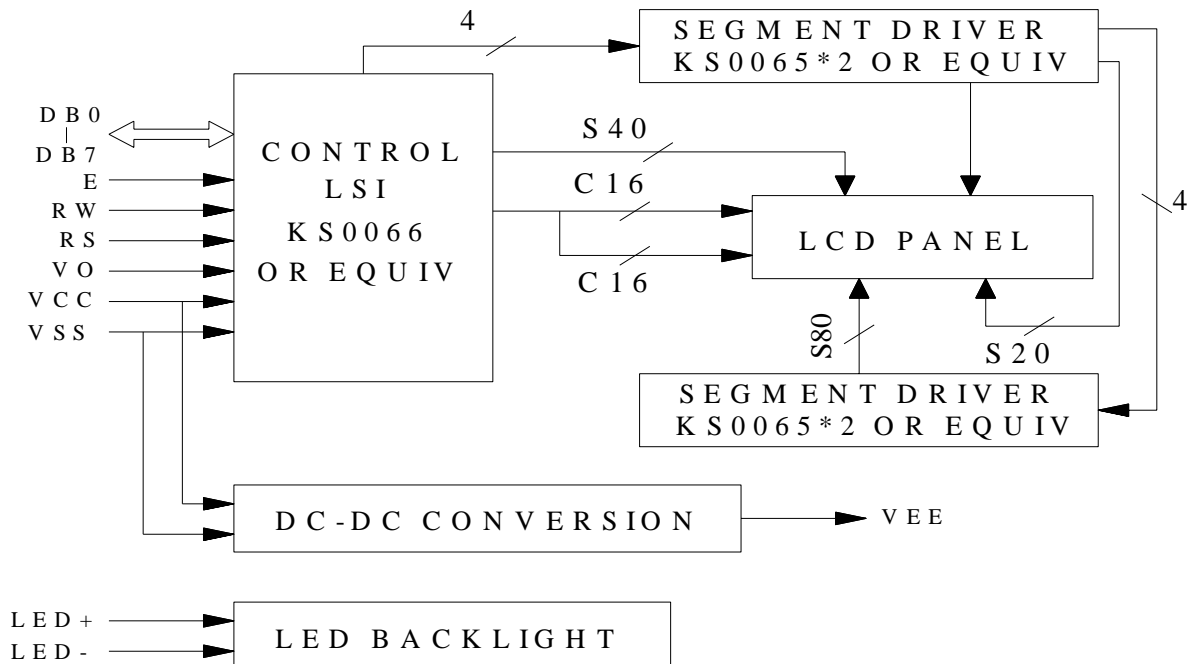 4
SEGMENT DRIVER
KS0065*2 OR EQUIV
DB0
DB7
E
RW
RS
VO
VCC
VSS
CONTROL
LSI
KS0066
OR EQUIV
S40
C16
C16
4
LCD PANEL
S80
S20
SEGMENT DRIVER
KS0065*2 OR EQUIV
DC-DC CONVERSION
VEE
LED+
LED-
LED BACKLIGHT